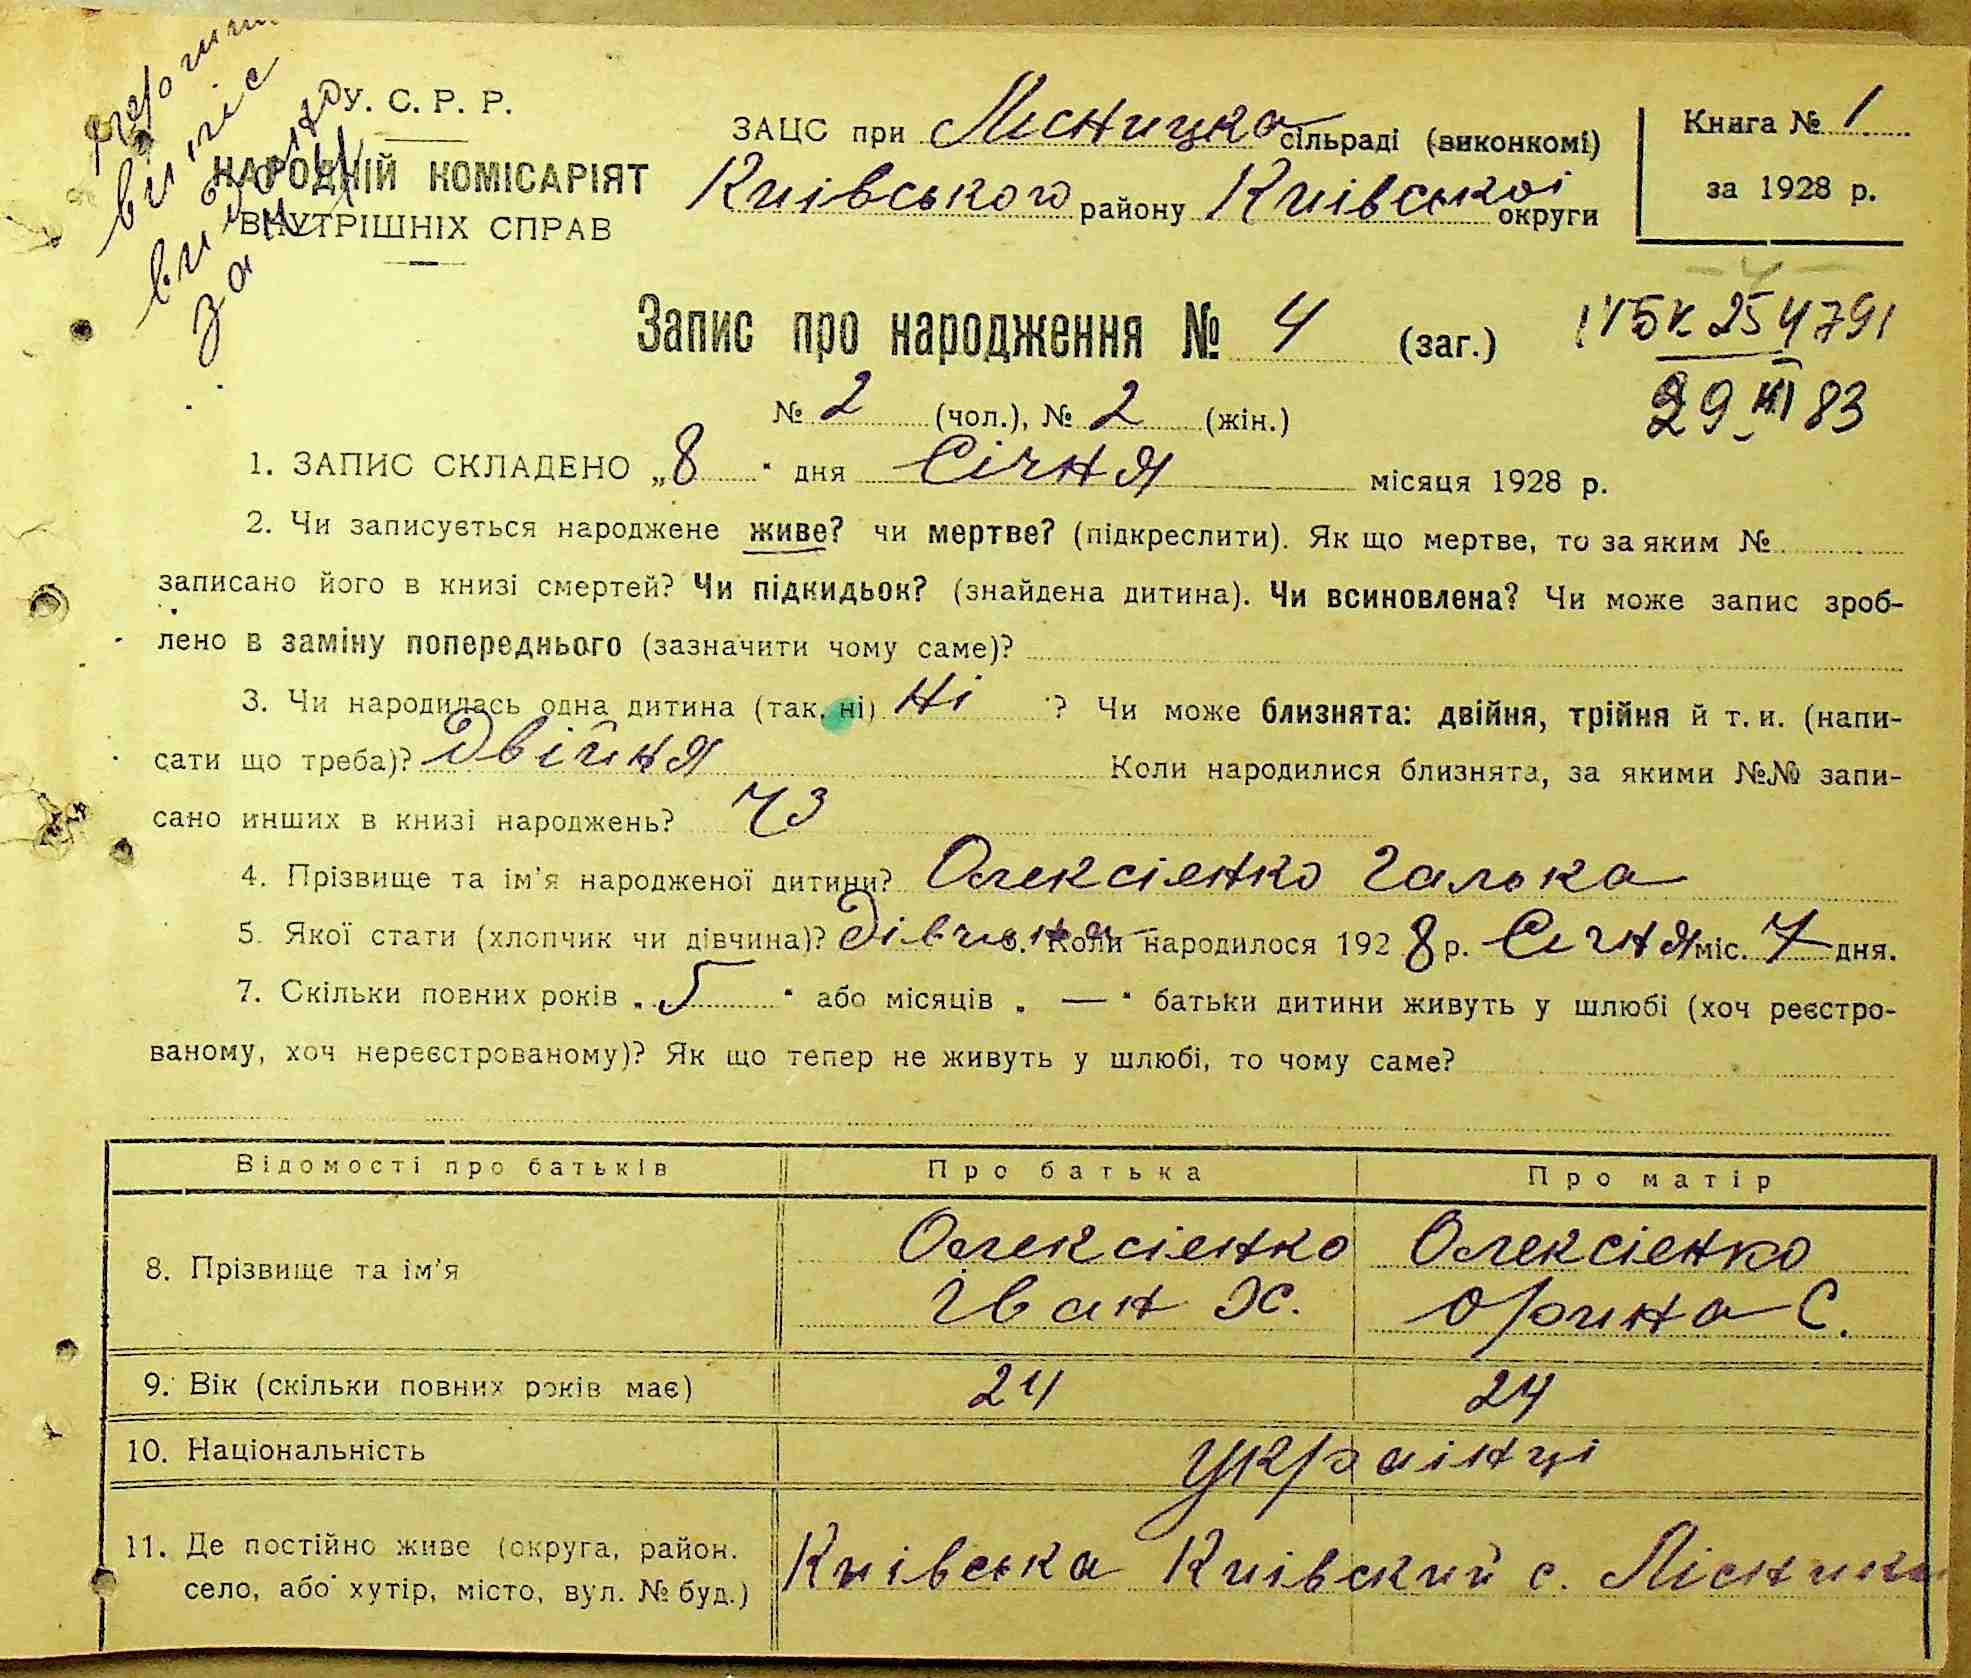 У. С. Р. Р.
НАРОДНІЙ КОМІСАРІЯТ
ВНУТРІШНІХ СПРАВ
ЗАЦС при Лісницка сільраді (виконкомі)
Київського району Київської округи
Книга № 1
за 1928 р.
Запис про народження № 4 (заг.)
№ 2 (чол.), № 2 (жін.)
254791
29 83
1. ЗАПИС СКЛАДЕНО „8“ дня Січня місяця 1928 р.
2. Чи записується народжене живе? чи мертве? (підкреслити). Як що мертве, то за яким №
записано його в книзі смертей? Чи підкидьок? (знайдена дитина). Чи всиновлена? Чи може запис зроб-
лено в заміну попереднього (зазначити чому саме)?
3. Чи народилась одна дитина (так, ні) Ні ? Чи може близнята: двійня, трійня й т. и. (напи-
сати що треба)? Двійня Коли народилися близнята, за якими №№ запи-
сано инших в книзі народжень? ч3
4. Прізвище та ім'я народженої дитини? Олексієнко Галька
5. Якої стати (хлопчик чи дівчина)? Дівчина 6. Коли народилося 1928 р. Січня міс. 7 дня.
7. Скільки повних років „5“ або місяців „—“ батьки дитини живуть у шлюбі (хоч реєстро-
ваному, хоч нереєстрованому)? Як що тепер не живуть у шлюбі, то чому саме?
Відомості про батьків Про батька Про матір
8. Прізвище та ім'я Олексієнко Іван Х. Олексієнко Орина С.
9. Вік (скільки повних років має) 24 24
10. Національність українці
11. Де постійно живе (округа, район.
село, або хутір, місто, вул. № буд.) Київська Київский с. Лісники